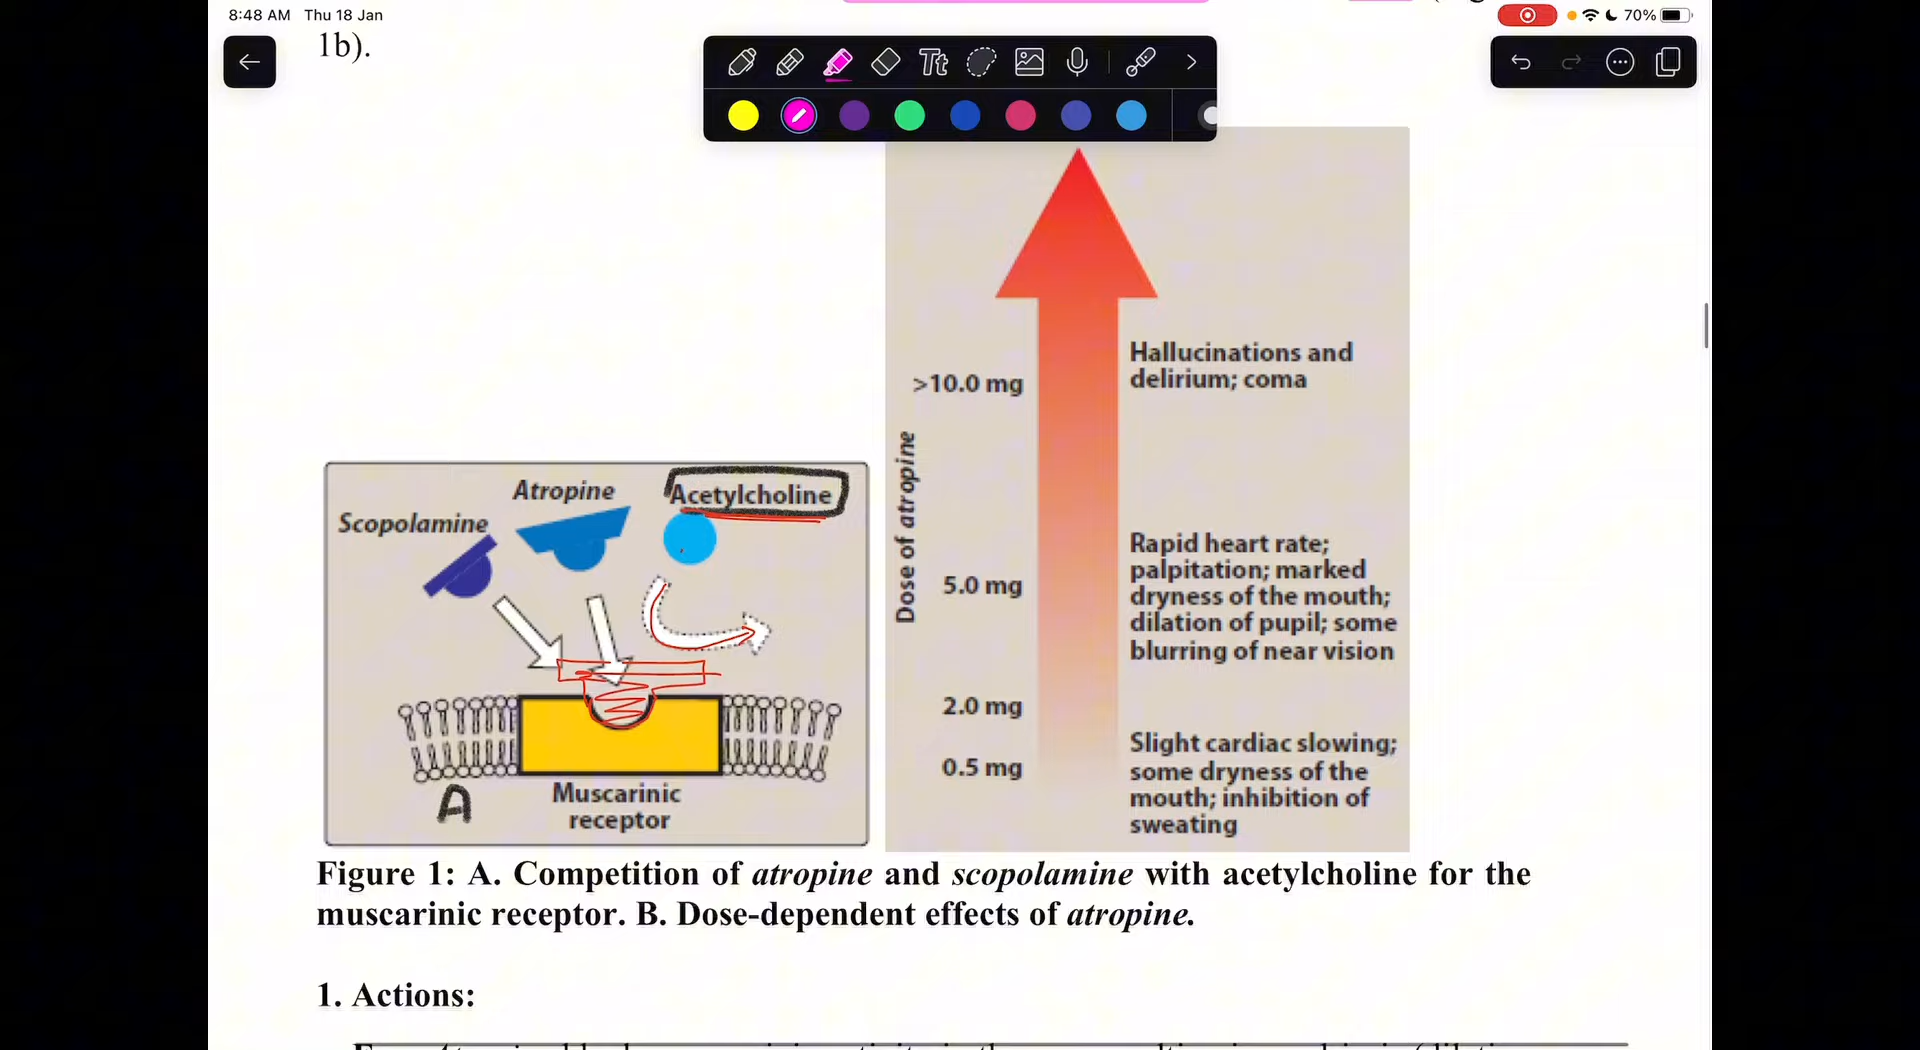 8:48 AM Thu 18 Jan
70%
1b).
Tt
Hallucinations and
delirium; coma
>10.0 mg
Dose of atropine
Rapid heart rate;
palpitation; marked
dryness of the mouth;
dilation of pupil; some
blurring of near vision
5.0 mg
2.0 mg
0.5 mg
Slight cardiac slowing;
some dryness of the
mouth; inhibition of
sweating
Atropine
Acetylcholine
Scopolamine
A
Muscarinic
receptor
Figure 1: A. Competition of atropine and scopolamine with acetylcholine for the
muscarinic receptor. B. Dose-dependent effects of atropine.
1. Actions: